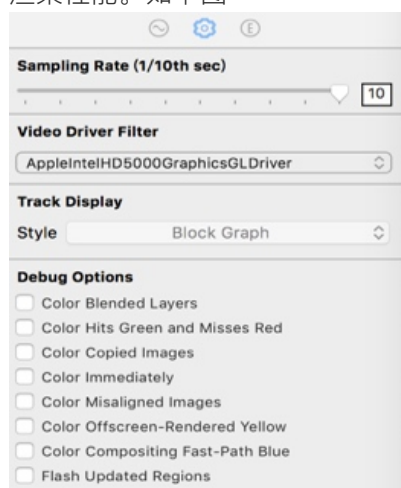 Ⓔ
Sampling Rate (1/10th sec)
10
Video Driver Filter
AppleIntelHD5000GraphicsGLDriver
Track Display
Style Block Graph
Debug Options
Color Blended Layers
Color Hits Green and Misses Red
Color Copied Images
Color Immediately
Color Misaligned Images
Color Offscreen-Rendered Yellow
Color Compositing Fast-Path Blue
Flash Updated Regions